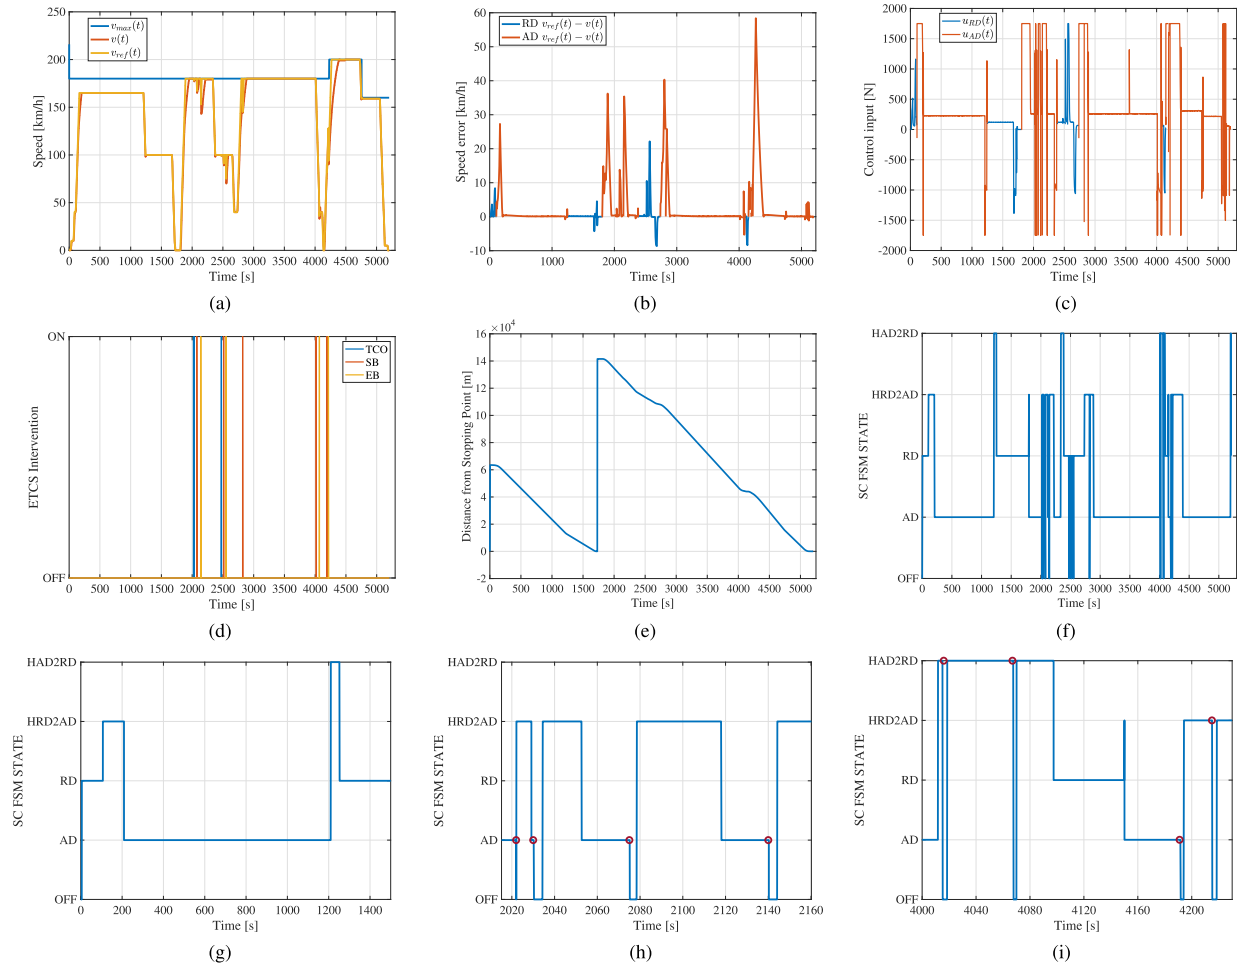 250
200
150
100
50
0
Speed [km/h]
v_max(t)
v(t)
v_ref(t)
0 500 1000 1500 2000 2500 3000 3500 4000 4500 5000
Time [s]
(a)
60
50
40
30
20
10
0
-10
Speed error [km/h]
RD v_ref(t) − v(t)
AD v_ref(t) − v(t)
0 1000 2000 3000 4000 5000
Time [s]
(b)
2000
1500
1000
500
0
-500
-1000
-1500
-2000
Control input [N]
u_RD(t)
u_AD(t)
0 500 1000 1500 2000 2500 3000 3500 4000 4500 5000
Time [s]
(c)
ON
OFF
ETCS Intervention
TCO
SB
EB
0 500 1000 1500 2000 2500 3000 3500 4000 4500 5000
Time [s]
(d)
×10⁴
16
14
12
10
8
6
4
2
0
-2
Distance from Stopping Point [m]
0 500 1000 1500 2000 2500 3000 3500 4000 4500 5000
Time [s]
(e)
HAD2RD
HRD2AD
RD
AD
OFF
SC FSM STATE
0 500 1000 1500 2000 2500 3000 3500 4000 4500 5000
Time [s]
(f)
HAD2RD
HRD2AD
RD
AD
OFF
SC FSM STATE
0 200 400 600 800 1000 1200 1400
Time [s]
(g)
HAD2RD
HRD2AD
RD
AD
OFF
SC FSM STATE
2020 2040 2060 2080 2100 2120 2140 2160
Time [s]
(h)
HAD2RD
HRD2AD
RD
AD
OFF
SC FSM STATE
4000 4040 4080 4120 4160 4200
Time [s]
(i)